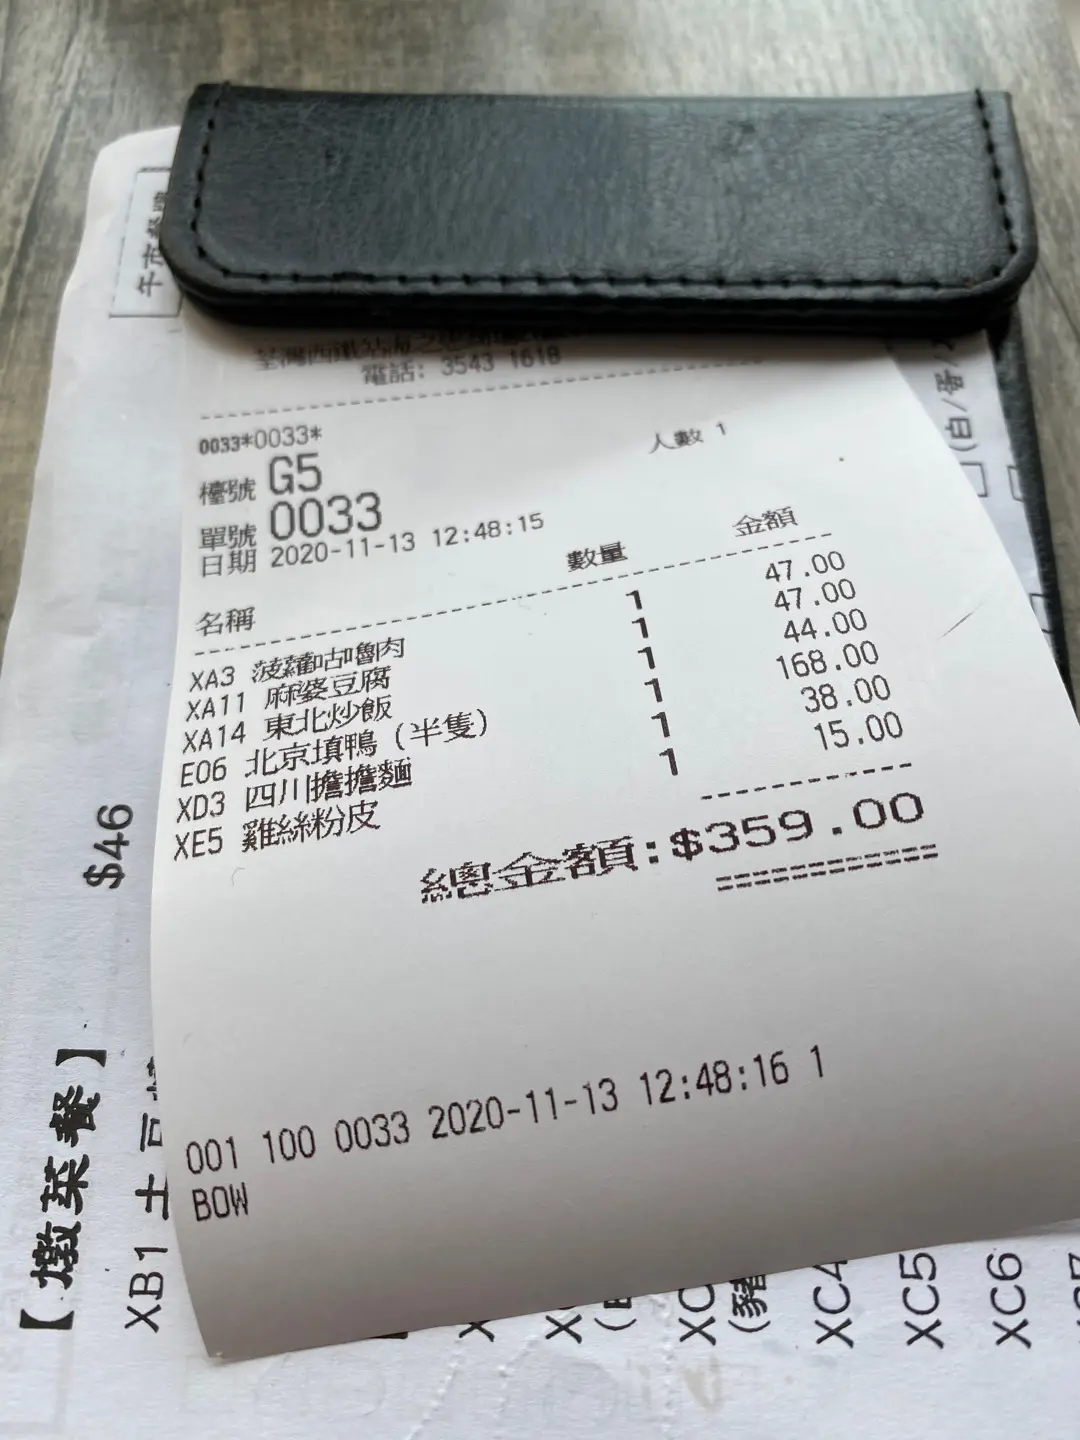 電話: 3543 1618
0033*0033*
檯號 G5 人數 1
單號 0033
日期 2020-11-13 12:48:15
名稱 數量 金額
XA3 菠蘿咕嚕肉 1 47.00
XA11 麻婆豆腐 1 47.00
XA14 東北炒飯 1 44.00
E06 北京填鴨（半隻） 1 168.00
XD3 四川擔擔麵 1 38.00
XE5 雞絲粉皮 1 15.00
總金額:$359.00
001 100 0033 2020-11-13 12:48:16 1
BOW
$46
【燉菜餐】
XB1 土
XC4
XC5
XC6